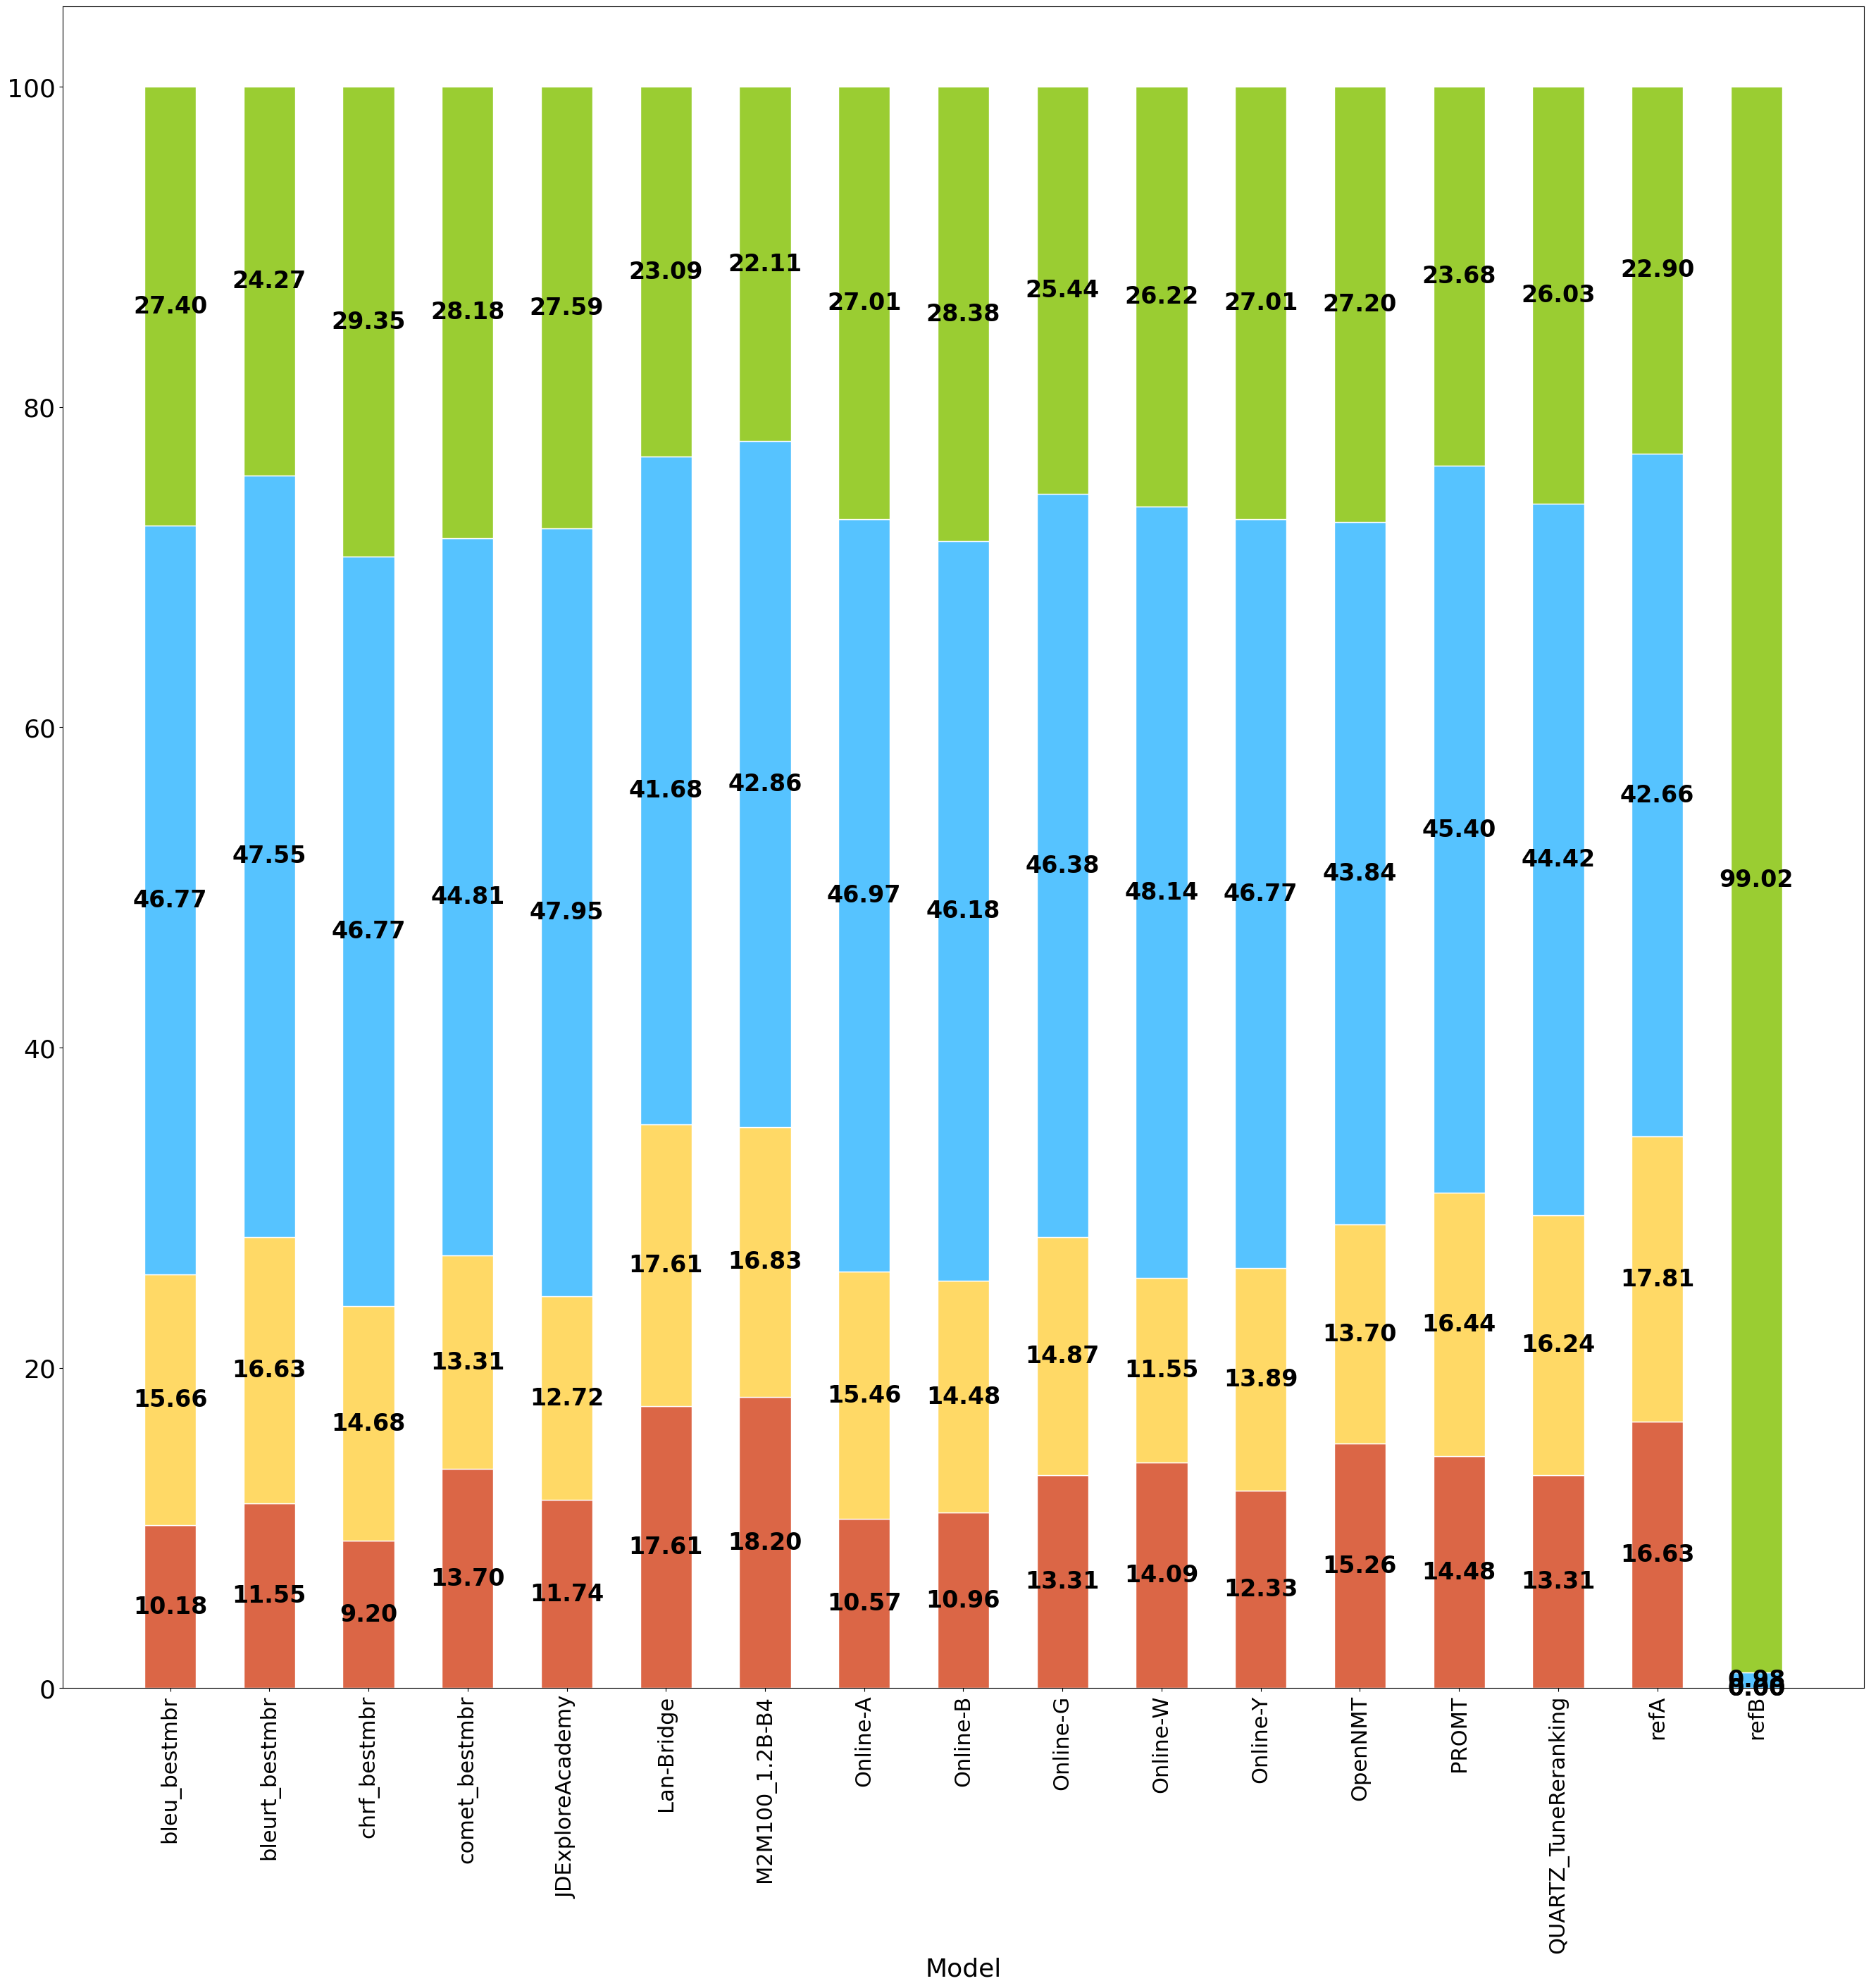 100
80
60
40
20
0
27.40 24.27 29.35 28.18 27.59 23.09 22.11 27.01 28.38 25.44 26.22 27.01 27.20 23.68 26.03 22.90 99.02
46.77 47.55 46.77 44.81 47.95 41.68 42.86 46.97 46.18 46.38 48.14 46.77 43.84 45.40 44.42 42.66 0.98
15.66 16.63 14.68 13.31 12.72 17.61 16.83 15.46 14.48 14.87 11.55 13.89 13.70 16.44 16.24 17.81
10.18 11.55 9.20 13.70 11.74 17.61 18.20 10.57 10.96 13.31 14.09 12.33 15.26 14.48 13.31 16.63 0.00
bleu_bestmbr
bleurt_bestmbr
chrf_bestmbr
comet_bestmbr
JDExploreAcademy
Lan-Bridge
M2M100_1.2B-B4
Online-A
Online-B
Online-G
Online-W
Online-Y
OpenNMT
PROMT
QUARTZ_TuneReranking
refA
refB
Model